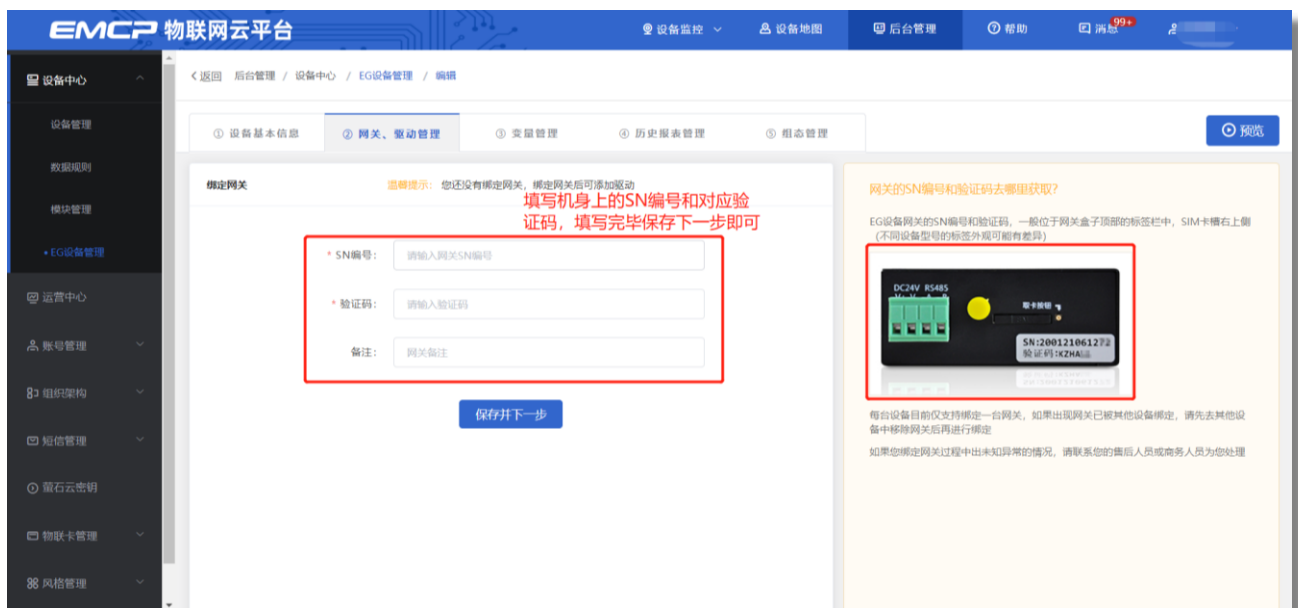 EMCP 物联网云平台
设备监控
设备地图
后台管理
帮助
消息
99+
设备中心
设备管理
数据规则
模块管理
• EG设备管理
运营中心
账号管理
组织架构
短信管理
萤石云密钥
物联卡管理
风格管理
< 返回 后台管理 / 设备中心 / EG设备管理 / 编辑
① 设备基本信息
② 网关、驱动管理
③ 变量管理
④ 历史报表管理
⑤ 组态管理
预览
绑定网关
温馨提示： 您还没有绑定网关，绑定网关后可添加驱动
填写机身上的SN编号和对应验
证码，填写完毕保存下一步即可
* SN编号： 请输入网关SN编号
* 验证码： 请输入验证码
备注： 网关备注
保存并下一步
网关的SN编号和验证码去哪里获取?
EG设备网关的SN编号和验证码，一般位于网关盒子顶部的标签栏中，SIM卡槽右上侧
（不同设备型号的标签外观可能有差异）
DC24V RS485
V+ V- A B
取卡按钮
SN:200121061272
验证码:KZHA
每台设备目前仅支持绑定一台网关，如果出现网关已被其他设备绑定，请先去其他设
备中移除网关后再进行绑定
如果您绑定网关过程中出未知异常的情况，请联系您的售后人员或商务人员为您处理